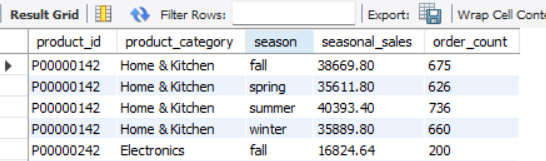 Result Grid Filter Rows: Export: Wrap Cell Conte
product_id product_category season seasonal_sales order_count
P00000142 Home & Kitchen fall 38669.80 675
P00000142 Home & Kitchen spring 35611.80 626
P00000142 Home & Kitchen summer 40393.40 736
P00000142 Home & Kitchen winter 35889.80 660
P00000242 Electronics fall 16824.64 200